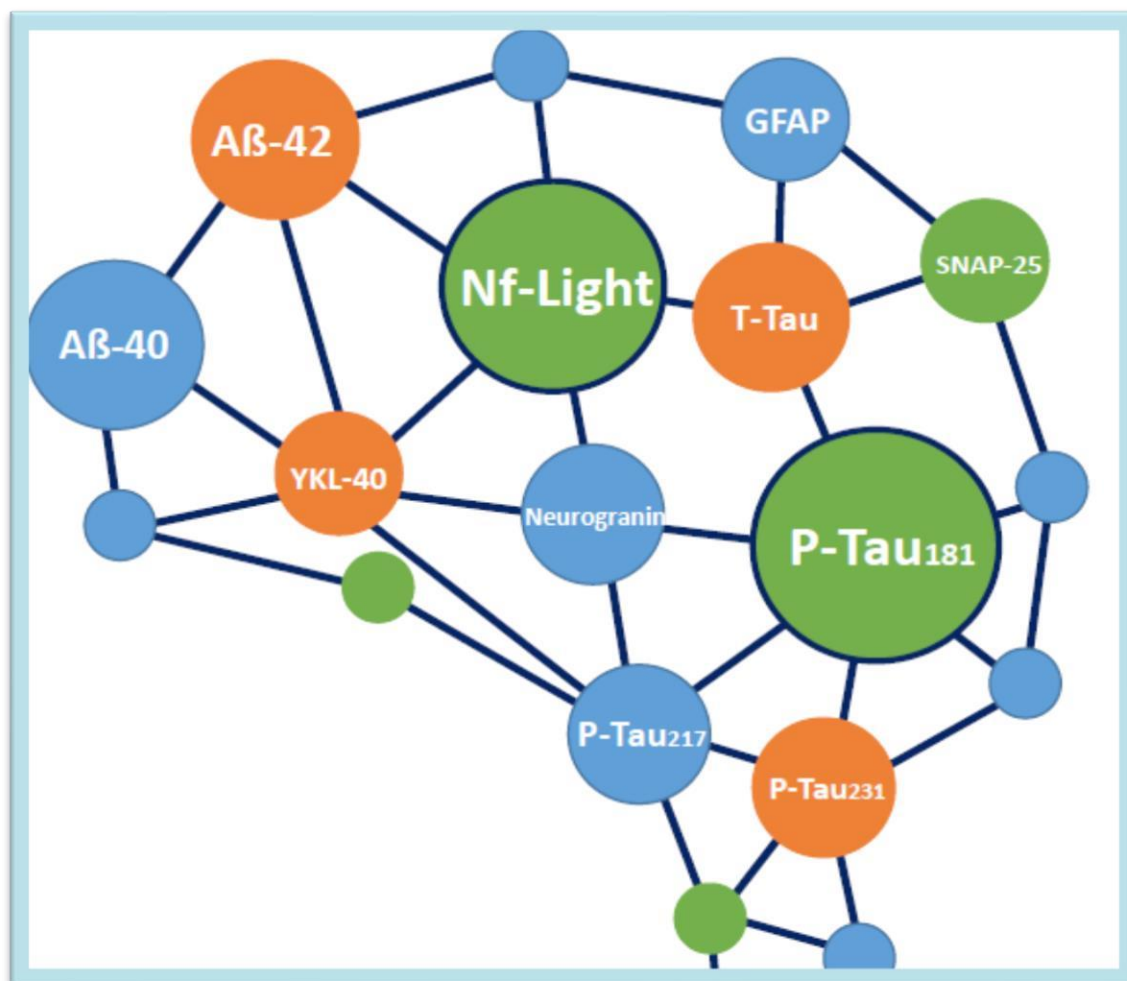 GFAP
Aß-42
SNAP-25
Nf-Light
T-Tau
Aß-40
YKL-40
Neurogranin
P-Tau181
P-Tau217
P-Tau231